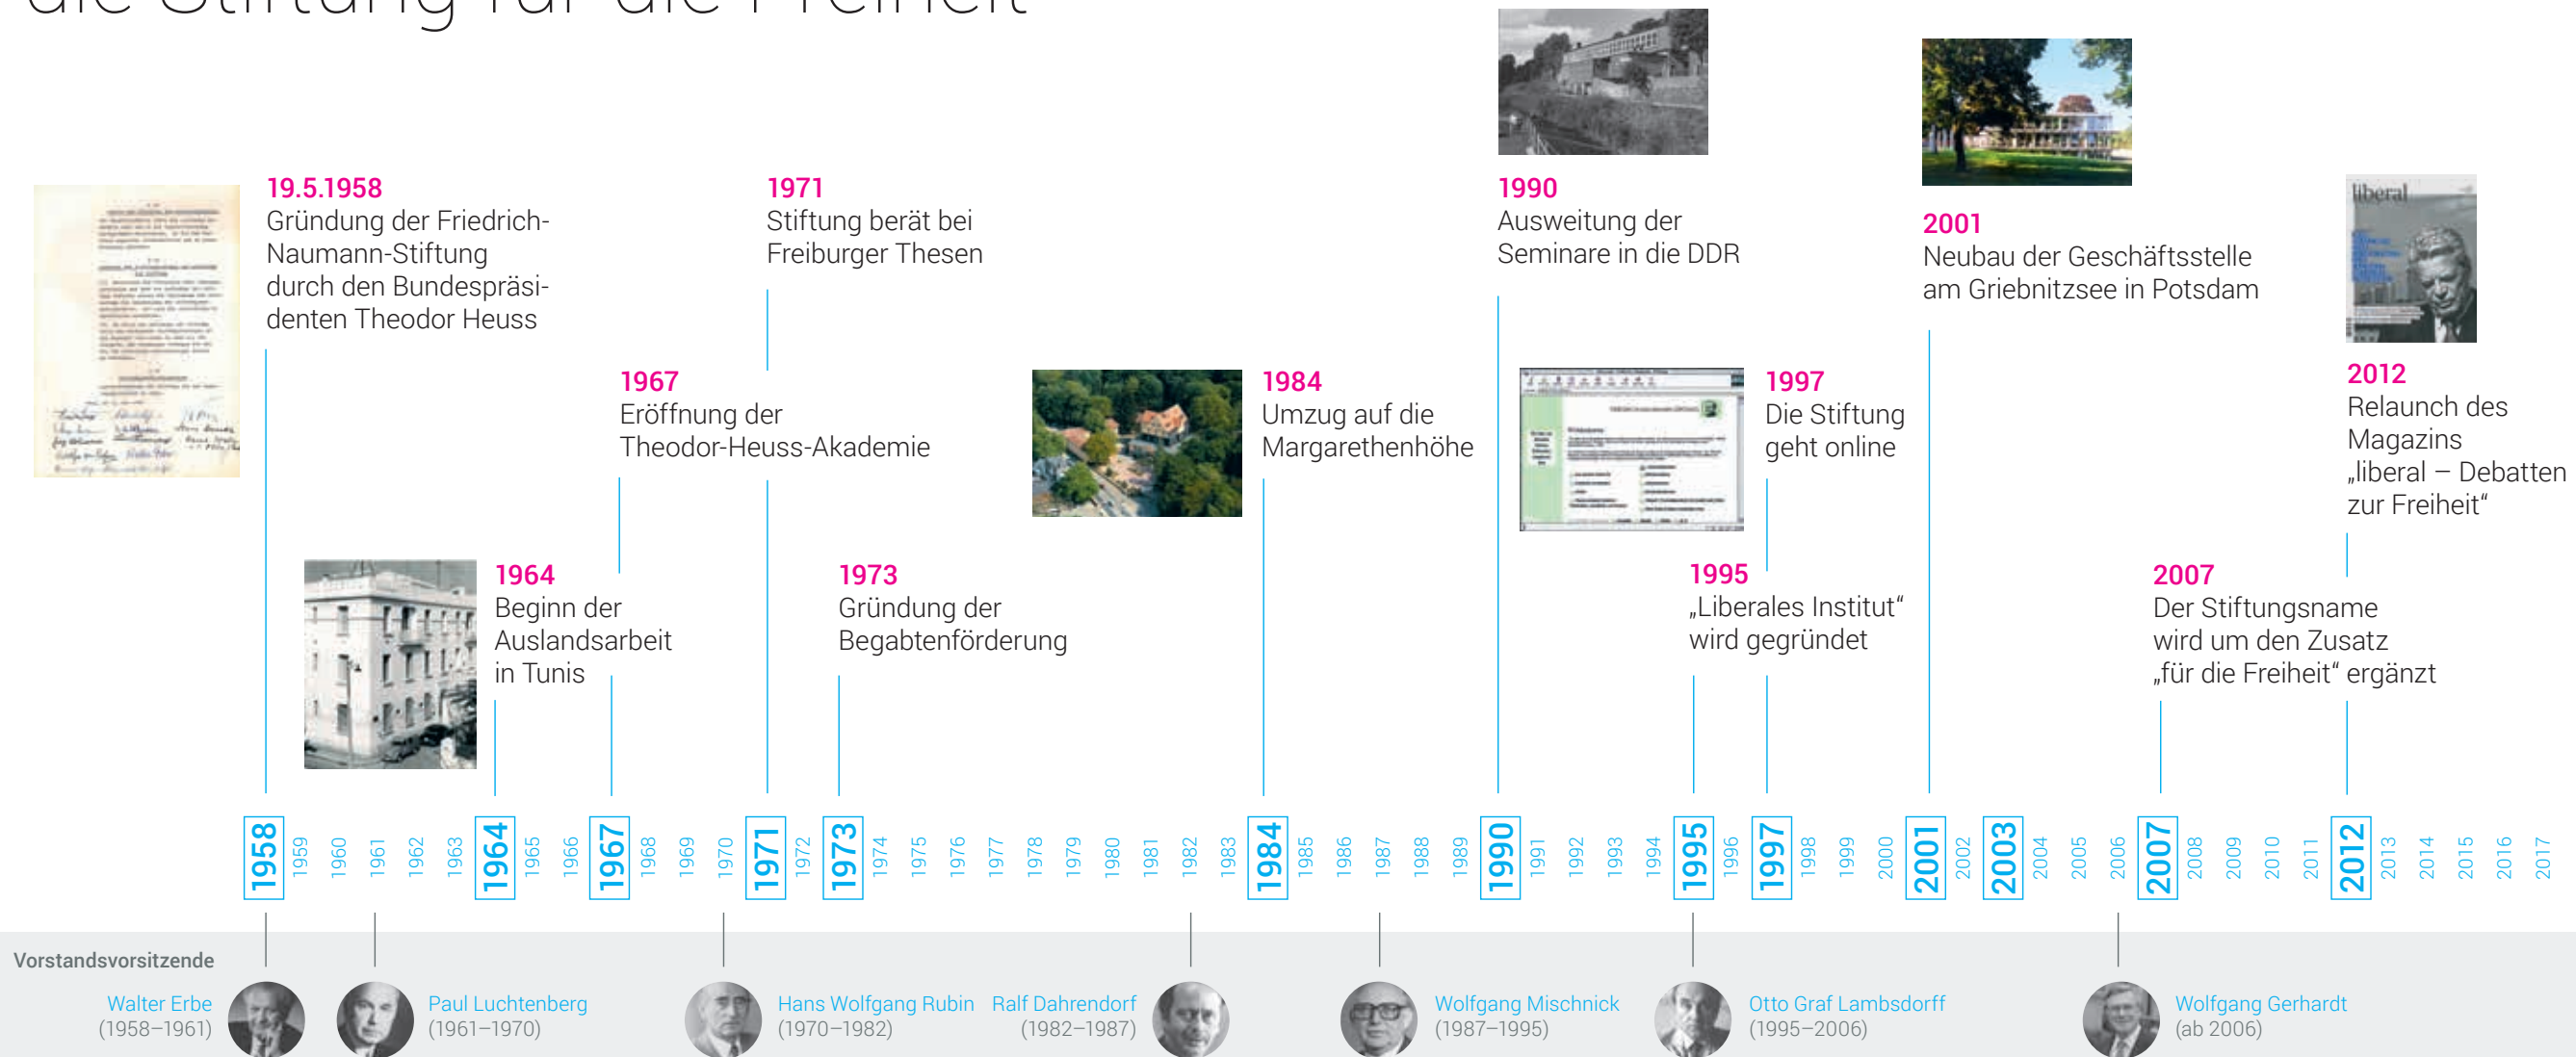 die Stiftung für die Freiheit
19.5.1958
Gründung der Friedrich-
Naumann-Stiftung
durch den Bundespräsi-
denten Theodor Heuss
1964
Beginn der
Auslandsarbeit
in Tunis
1967
Eröffnung der
Theodor-Heuss-Akademie
1971
Stiftung berät bei
Freiburger Thesen
1973
Gründung der
Begabtenförderung
1984
Umzug auf die
Margarethenhöhe
1990
Ausweitung der
Seminare in die DDR
1995
„Liberales Institut“
wird gegründet
1997
Die Stiftung
geht online
2001
Neubau der Geschäftsstelle
am Griebnitzsee in Potsdam
2007
Der Stiftungsname
wird um den Zusatz
„für die Freiheit“ ergänzt
liberal
2012
Relaunch des
Magazins
„liberal – Debatten
zur Freiheit“
1958 1959 1960 1961 1962 1963 1964 1965 1966 1967 1968 1969 1970 1971 1972 1973 1974 1975 1976 1977 1978 1979 1980 1981 1982 1983 1984 1985 1986 1987 1988 1989 1990 1991 1992 1993 1994 1995 1996 1997 1998 1999 2000 2001 2002 2003 2004 2005 2006 2007 2008 2009 2010 2011 2012 2013 2014 2015 2016 2017
Vorstandsvorsitzende
Walter Erbe
(1958–1961)
Paul Luchtenberg
(1961–1970)
Hans Wolfgang Rubin
(1970–1982)
Ralf Dahrendorf
(1982–1987)
Wolfgang Mischnick
(1987–1995)
Otto Graf Lambsdorff
(1995–2006)
Wolfgang Gerhardt
(ab 2006)